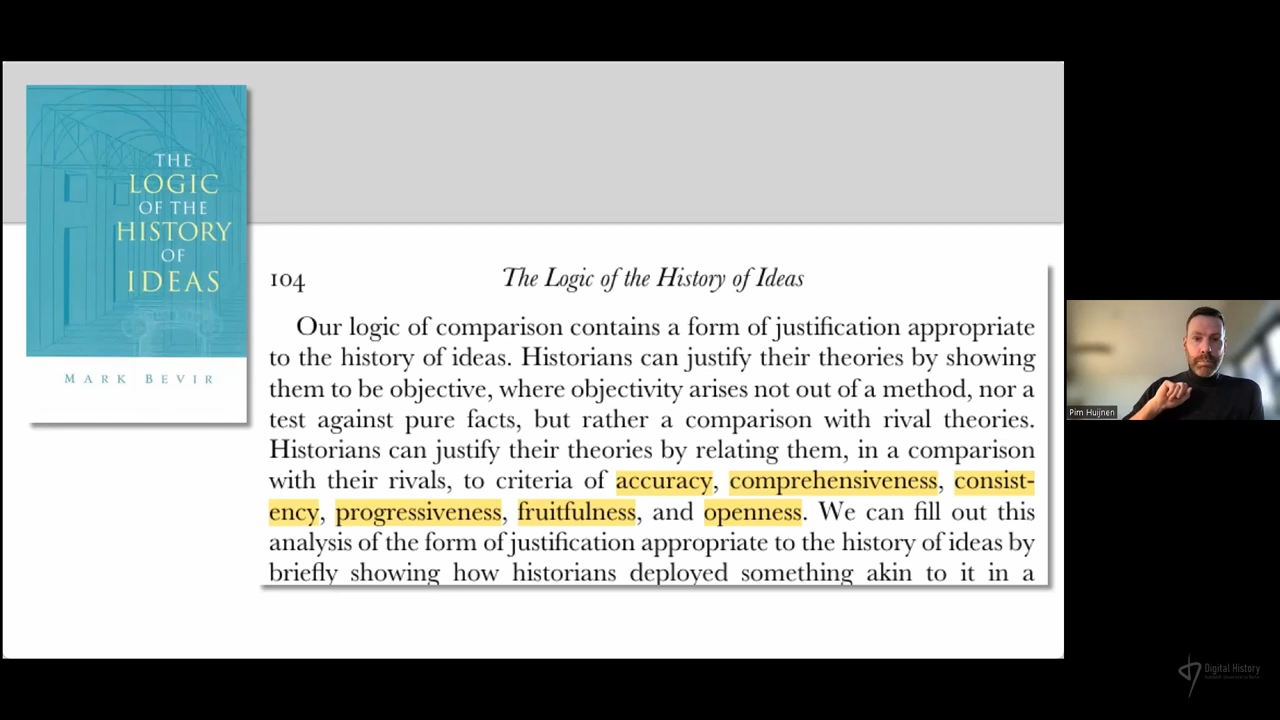 THE
LOGIC
OF THE
HISTORY
OF
IDEAS
MARK BEVIR
104
The Logic of the History of Ideas
Our logic of comparison contains a form of justification appropriate
to the history of ideas. Historians can justify their theories by showing
them to be objective, where objectivity arises not out of a method, nor a
test against pure facts, but rather a comparison with rival theories.
Historians can justify their theories by relating them, in a comparison
with their rivals, to criteria of accuracy, comprehensiveness, consist-
ency, progressiveness, fruitfulness, and openness. We can fill out this
analysis of the form of justification appropriate to the history of ideas by
briefly showing how historians deployed something akin to it in a
Pim Huijnen
Digital History